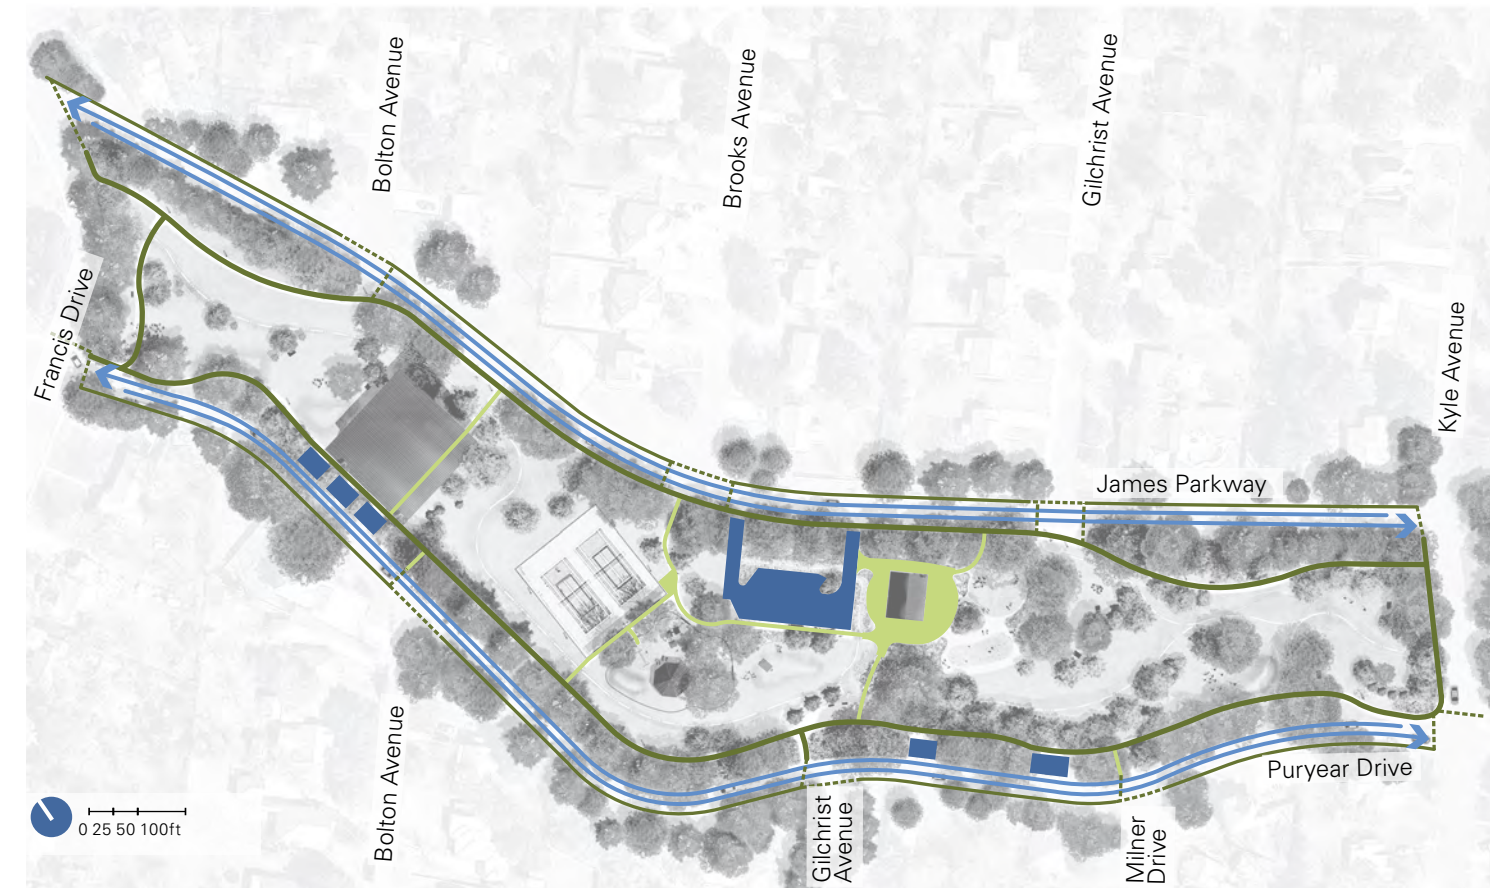 Bolton Avenue
Brooks Avenue
Gilchrist Avenue
Francis Drive
Kyle Avenue
James Parkway
Puryear Drive
Bolton Avenue
Gilchrist
Avenue
Milner
Drive
0 25 50 100ft